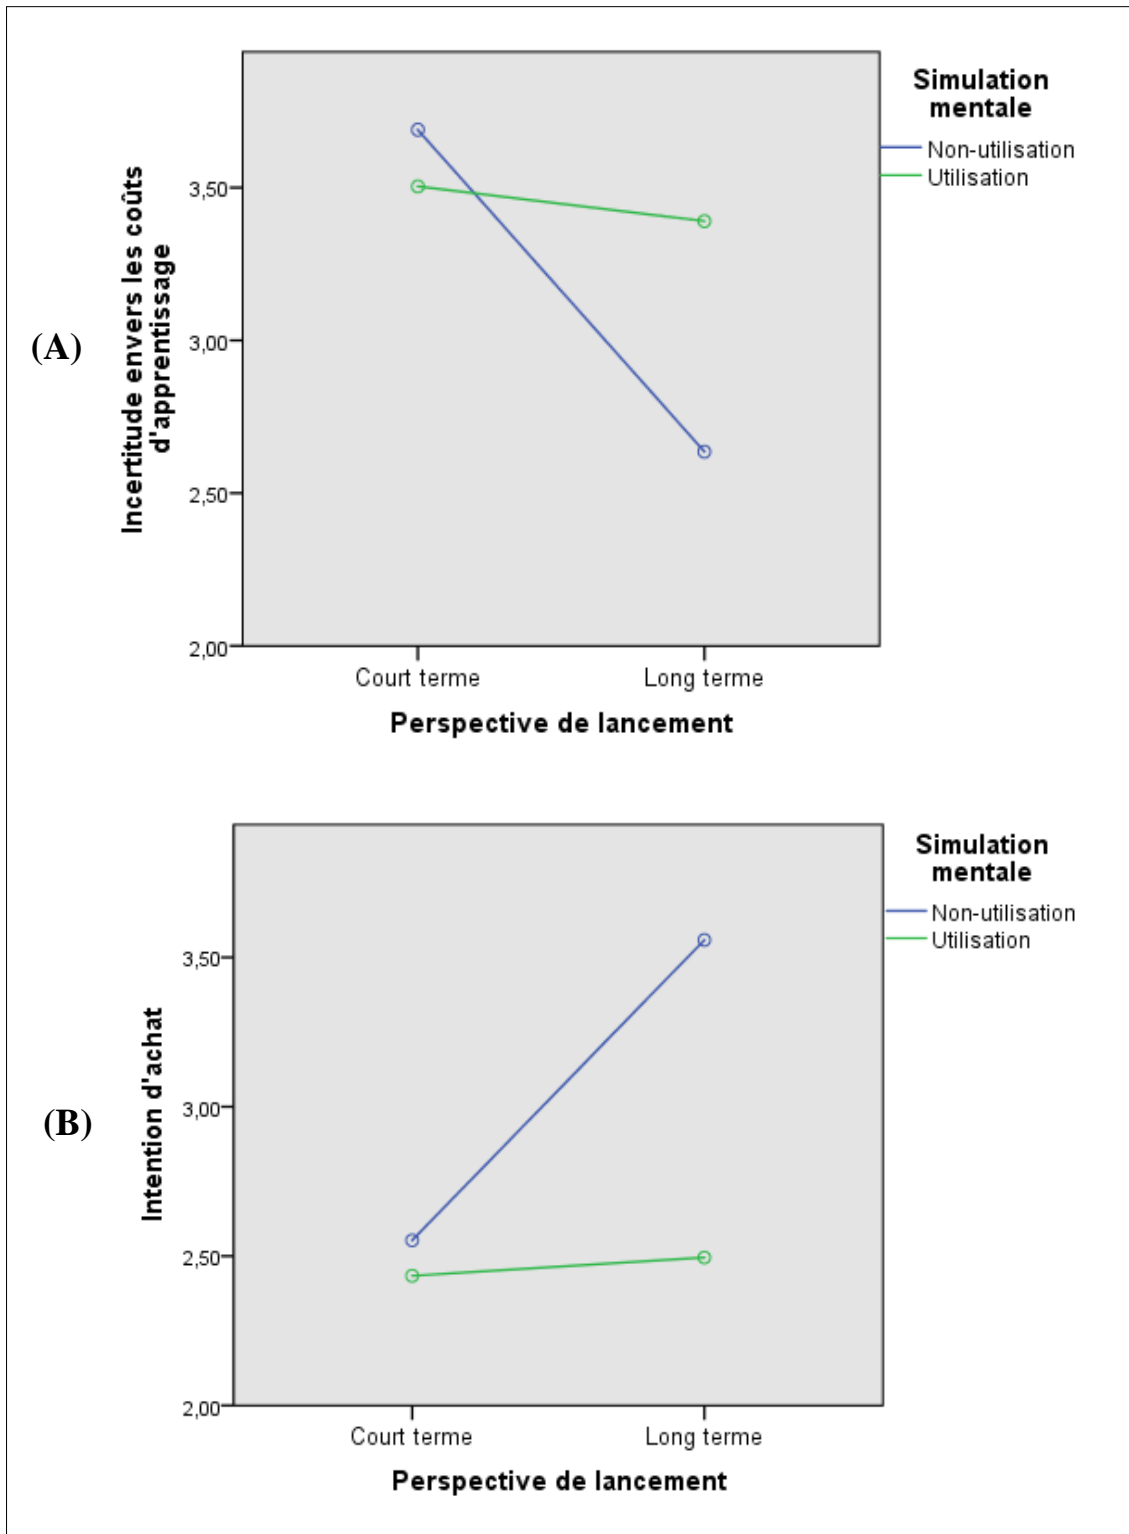 Simulation
mentale
Non-utilisation
Utilisation
(A)
Incertitude envers les coûts
d'apprentissage
3,50
3,00
2,50
2,00
Court terme
Long terme
Perspective de lancement
Simulation
mentale
Non-utilisation
Utilisation
(B)
Intention d'achat
3,50
3,00
2,50
2,00
Court terme
Long terme
Perspective de lancement